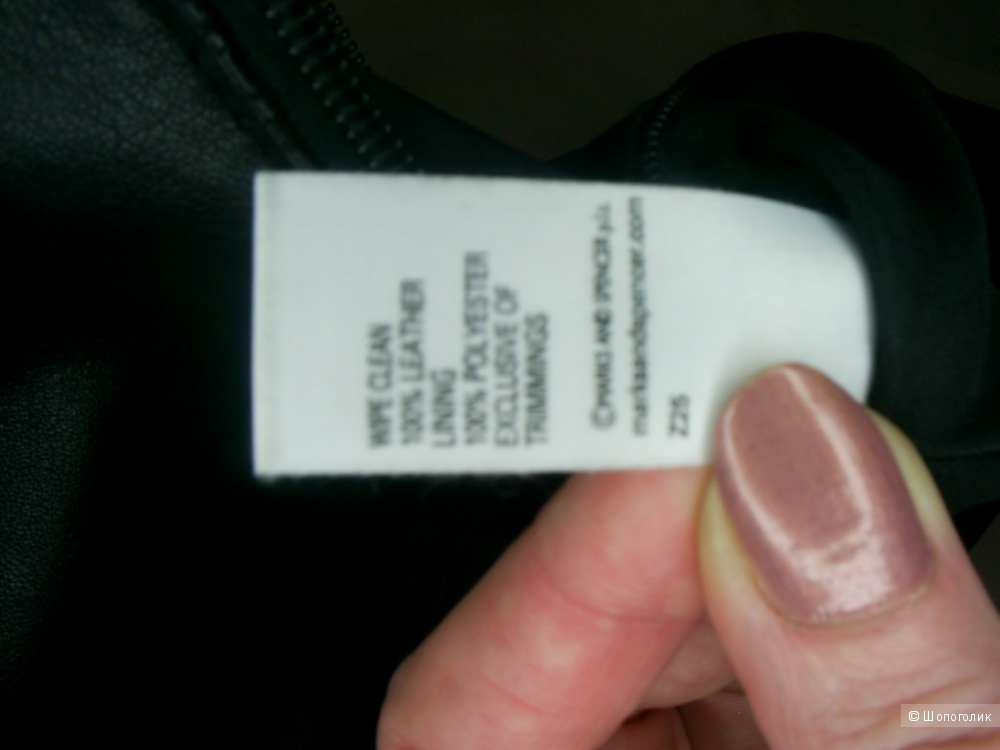 WIPE CLEAN
100% LEATHER
LINING
100% POLYESTER
EXCLUSIVE OF
TRIMMINGS
© MARKS AND SPENCER p.l.c.
marksandspencer.com
Z25
© Шопоголик